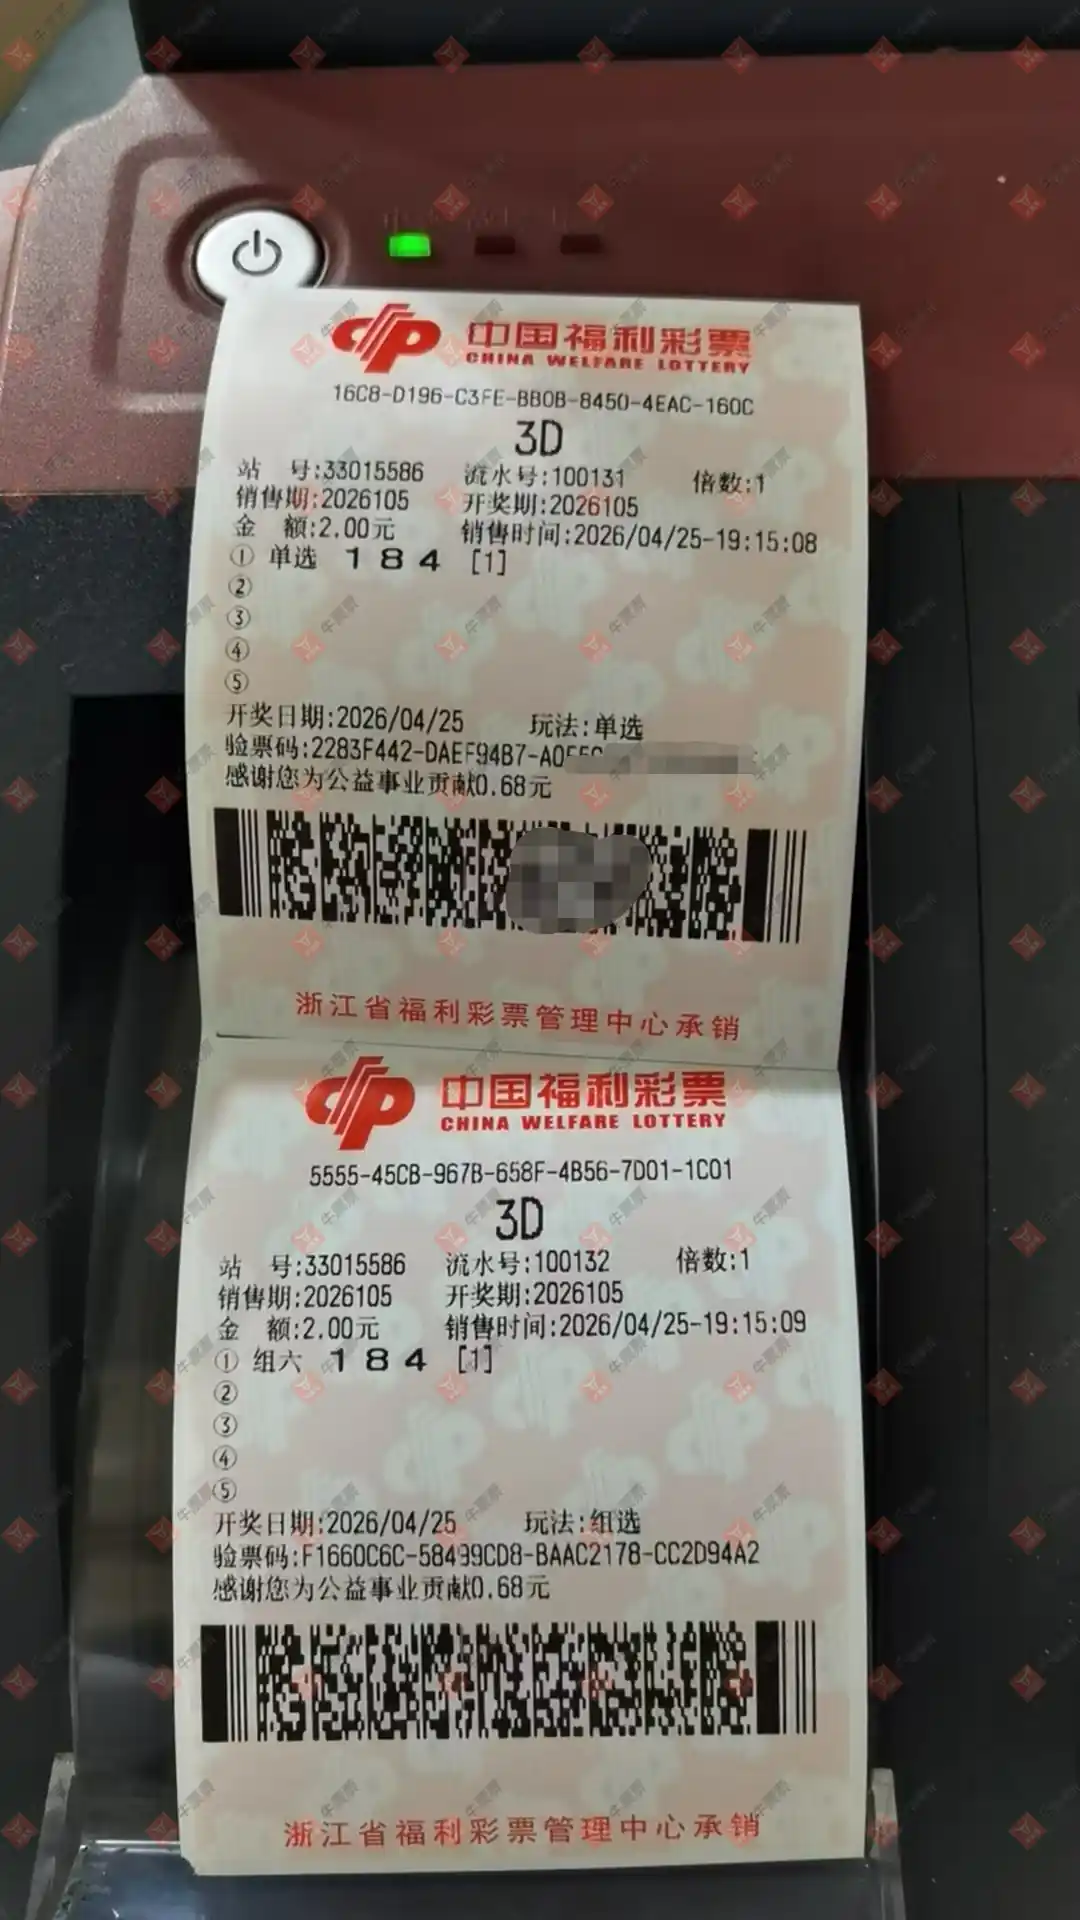 中国福利彩票
CHINA WELFARE LOTTERY
16C8-D196-C3FE-BB0B-8450-4EAC-160C
3D
站 号:33015586 流水号:100131 倍数:1
销售期:2026105 开奖期:2026105
金 额:2.00元 销售时间:2026/04/25-19:15:08
① 单选 1 8 4 [1]
②
③
④
⑤
开奖日期:2026/04/25 玩法:单选
验票码:2283F442-DAEF94B7-
感谢您为公益事业贡献0.68元
浙江省福利彩票管理中心承销
中国福利彩票
CHINA WELFARE LOTTERY
5555-45CB-967B-658F-4B56-7D01-1C01
3D
站 号:33015586 流水号:100132 倍数:1
销售期:2026105 开奖期:2026105
金 额:2.00元 销售时间:2026/04/25-19:15:09
① 组六 1 8 4 [1]
②
③
④
⑤
开奖日期:2026/04/25 玩法:组选
验票码:F1660C6C-58499CD8-BAAC2178-CC2D94A2
感谢您为公益事业贡献0.68元
浙江省福利彩票管理中心承销